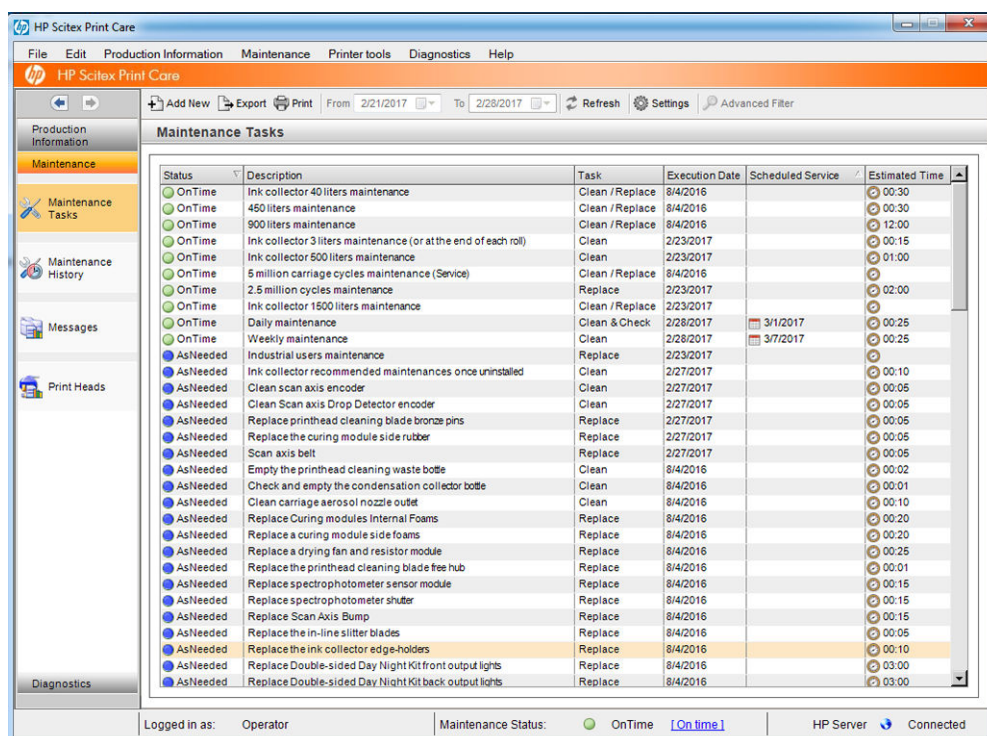 HP Scitex Print Care
File Edit Production Information Maintenance Printer tools Diagnostics Help
HP Scitex Print Care
Add New Export Print From 2/21/2017 To 2/28/2017 Refresh Settings Advanced Filter
Production Information
Maintenance
Maintenance Tasks
Maintenance History
Messages
Print Heads
Diagnostics
Maintenance Tasks
Status Description Task Execution Date Scheduled Service Estimated Time
OnTime Ink collector 40 liters maintenance Clean / Replace 8/4/2016 00:30
OnTime 450 liters maintenance Clean / Replace 8/4/2016 00:30
OnTime 900 liters maintenance Clean / Replace 8/4/2016 12:00
OnTime Ink collector 3 liters maintenance (or at the end of each roll) Clean 2/23/2017 00:15
OnTime Ink collector 500 liters maintenance Clean 2/23/2017 01:00
OnTime 5 million carriage cycles maintenance (Service) Clean / Replace 8/4/2016
OnTime 2.5 million cycles maintenance Replace 2/23/2017 02:00
OnTime Ink collector 1500 liters maintenance Clean / Replace 2/23/2017
OnTime Daily maintenance Clean & Check 2/28/2017 3/1/2017 00:25
OnTime Weekly maintenance Clean 2/28/2017 3/7/2017 00:25
AsNeeded Industrial users maintenance Replace 2/23/2017
AsNeeded Ink collector recommended maintenances once uninstalled Clean 2/27/2017 00:10
AsNeeded Clean scan axis encoder Clean 2/27/2017 00:05
AsNeeded Clean Scan axis Drop Detector encoder Clean 2/27/2017 00:05
AsNeeded Replace printhead cleaning blade bronze pins Replace 2/27/2017 00:05
AsNeeded Replace the curing module side rubber Replace 2/27/2017 00:05
AsNeeded Scan axis belt Replace 2/27/2017 00:05
AsNeeded Empty the printhead cleaning waste bottle Clean 8/4/2016 00:02
AsNeeded Check and empty the condensation collector bottle Clean 8/4/2016 00:01
AsNeeded Clean carriage aerosol nozzle outlet Clean 8/4/2016 00:10
AsNeeded Replace Curing modules Internal Foams Replace 8/4/2016 00:20
AsNeeded Replace a curing module side foams Replace 8/4/2016 00:20
AsNeeded Replace a drying fan and resistor module Replace 8/4/2016 00:25
AsNeeded Replace the printhead cleaning blade free hub Replace 8/4/2016 00:01
AsNeeded Replace spectrophotometer sensor module Replace 8/4/2016 00:15
AsNeeded Replace spectrophotometer shutter Replace 8/4/2016 00:15
AsNeeded Replace Scan Axis Bump Replace 8/4/2016 00:15
AsNeeded Replace the in-line slitter blades Replace 8/4/2016 00:05
AsNeeded Replace the ink collector edge-holders Replace 8/4/2016 00:10
AsNeeded Replace Double-sided Day Night Kit front output lights Replace 8/4/2016 03:00
AsNeeded Replace Double-sided Day Night Kit back output lights Replace 8/4/2016 03:00
Logged in as: Operator Maintenance Status: OnTime [ On time ] HP Server Connected